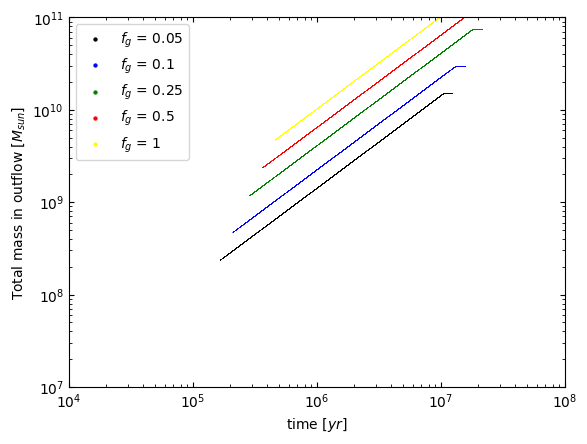 Total mass in outflow [M_sun]
10^11
10^10
10^9
10^8
10^7
f_g = 0.05
f_g = 0.1
f_g = 0.25
f_g = 0.5
f_g = 1
10^4 10^5 10^6 10^7 10^8
time [yr]